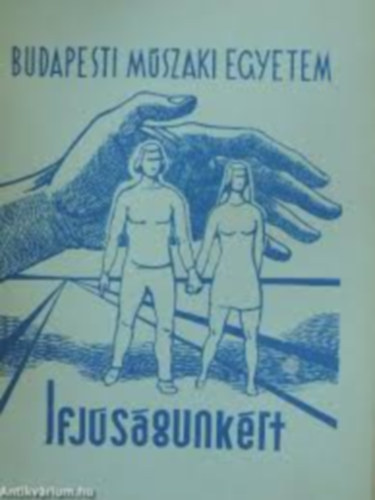 BUDAPESTI MŰSZAKI EGYETEM
Ifjúságunkért
Antikvárium.hu